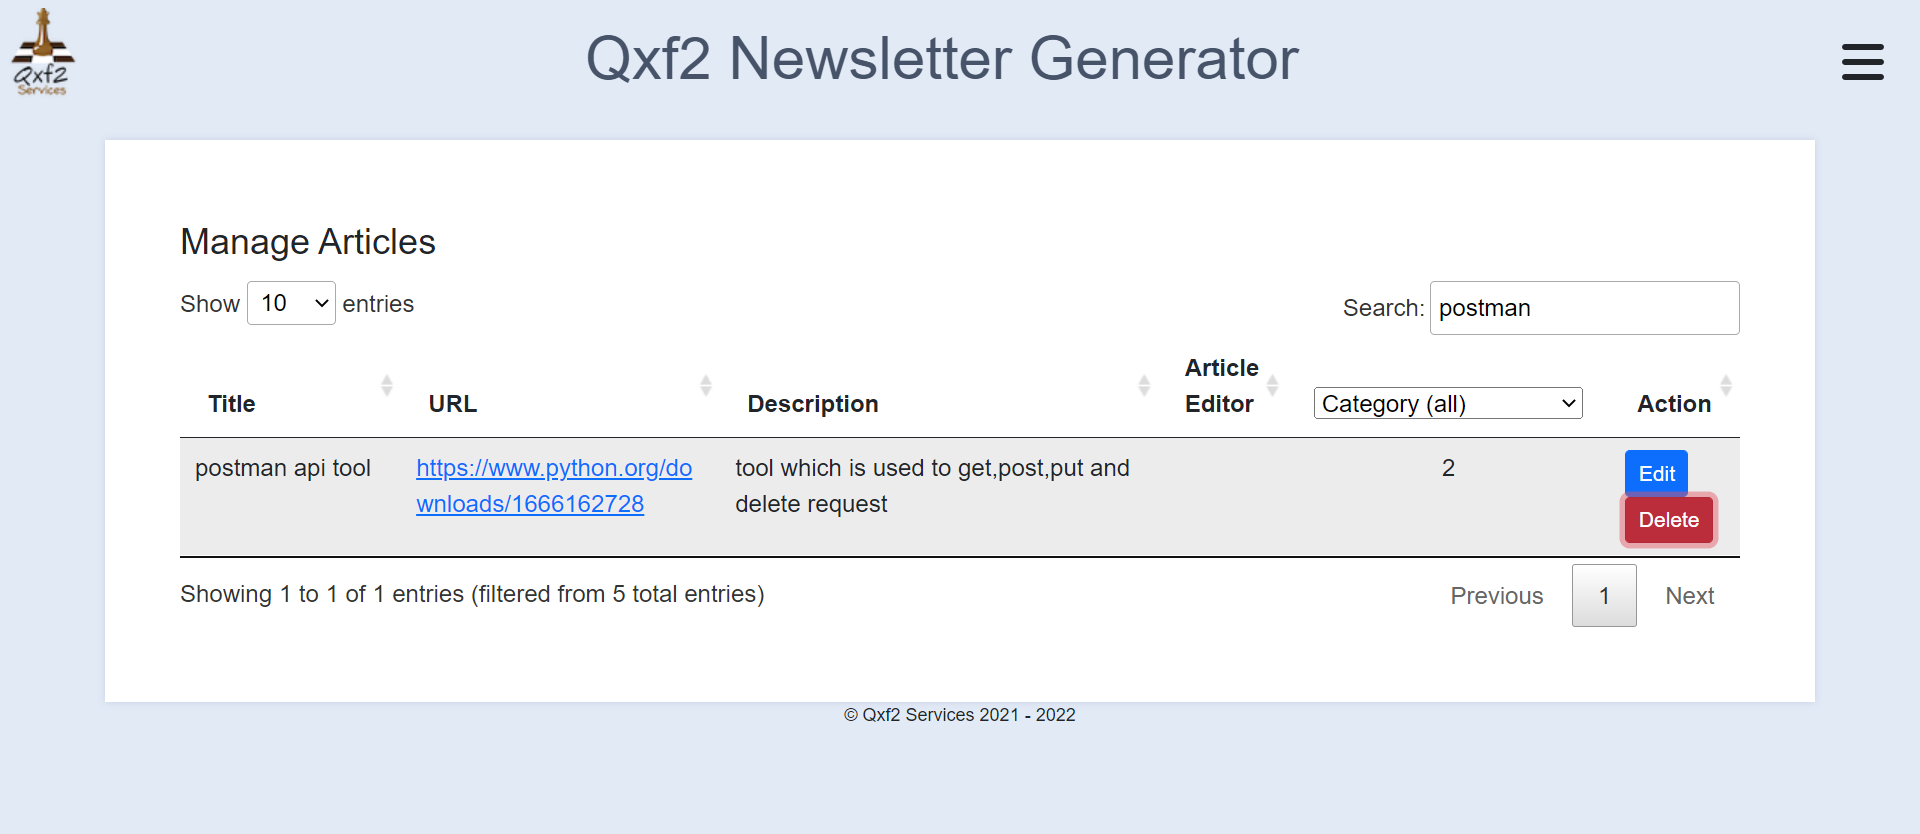 Qxf2
Services
Qxf2 Newsletter Generator
Manage Articles
Show 10 entries
Search: postman
Title URL Description Article Editor Category (all) Action
postman api tool https://www.python.org/do tool which is used to get,post,put and 2 Edit
wnloads/1666162728 delete request Delete
Showing 1 to 1 of 1 entries (filtered from 5 total entries)
Previous 1 Next
© Qxf2 Services 2021 - 2022